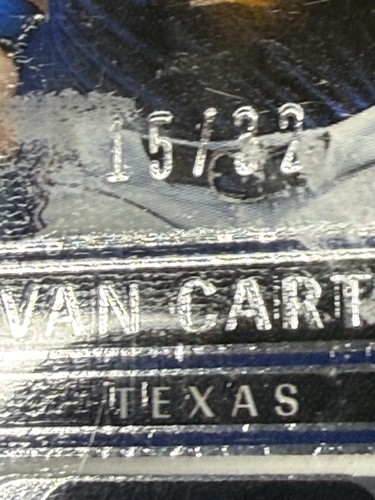 15/32
VAN CART
TEXAS